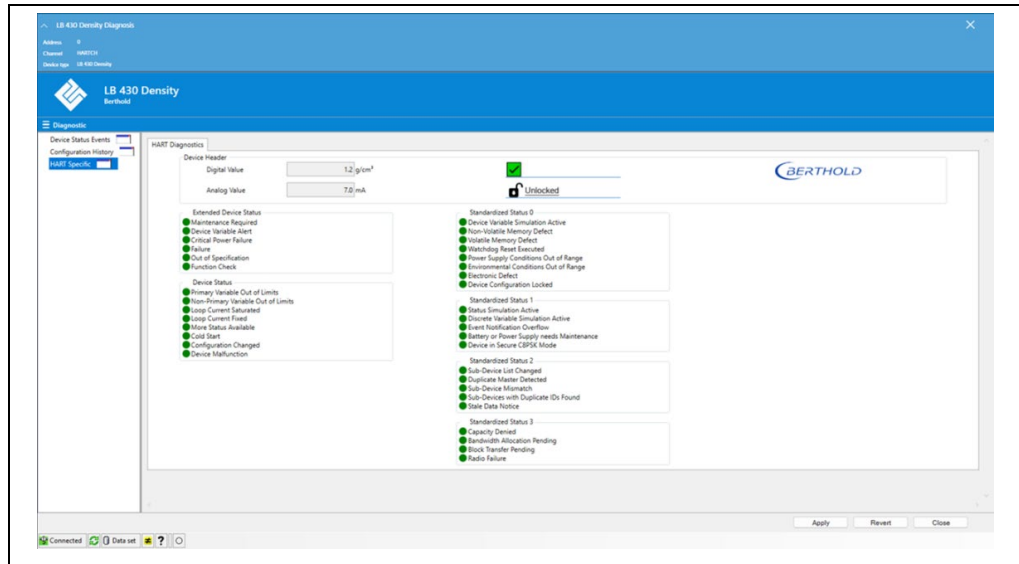 LB 430 Density Diagnosis
Address 0
Channel HARTCH
Device type LB 430 Density
LB 430 Density
Berthold
Diagnostic
Device Status Events
Configuration History
HART Specific
HART Diagnostics
Device Header
Digital Value 1.2 g/cm³
Analog Value 7.0 mA
Unlocked
BERTHOLD
Extended Device Status
Maintenance Required
Device Variable Alert
Critical Power Failure
Failure
Out of Specification
Function Check
Device Status
Primary Variable Out of Limits
Non-Primary Variable Out of Limits
Loop Current Saturated
Loop Current Fixed
More Status Available
Cold Start
Configuration Changed
Device Malfunction
Standardized Status 0
Device Variable Simulation Active
Non-Volatile Memory Defect
Volatile Memory Defect
Watchdog Reset Executed
Power Supply Conditions Out of Range
Environmental Conditions Out of Range
Electronic Defect
Device Configuration Locked
Standardized Status 1
Status Simulation Active
Discrete Variable Simulation Active
Event Notification Overflow
Battery or Power Supply needs Maintenance
Device in Secure C8PSK Mode
Standardized Status 2
Sub-Device List Changed
Duplicate Master Detected
Sub-Device Mismatch
Sub-Devices with Duplicate IDs Found
Stale Data Notice
Standardized Status 3
Capacity Denied
Bandwidth Allocation Pending
Block Transfer Pending
Radio Failure
Apply Revert Close
Connected Data set ?